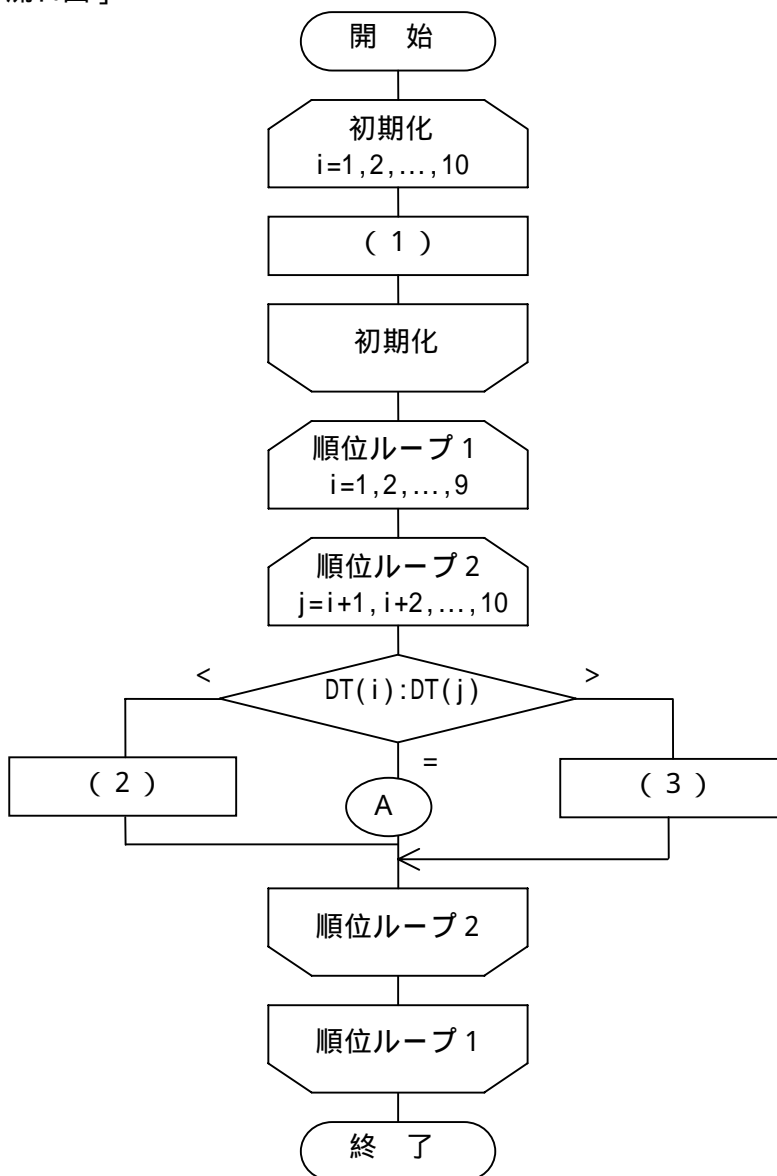 開 始
初期化
i=1,2,...,10
( 1 )
初期化
順位ループ1
i=1,2,...,9
順位ループ2
j=i+1,i+2,...,10
< DT(i):DT(j) >
=
( 2 ) A ( 3 )
順位ループ2
順位ループ1
終 了